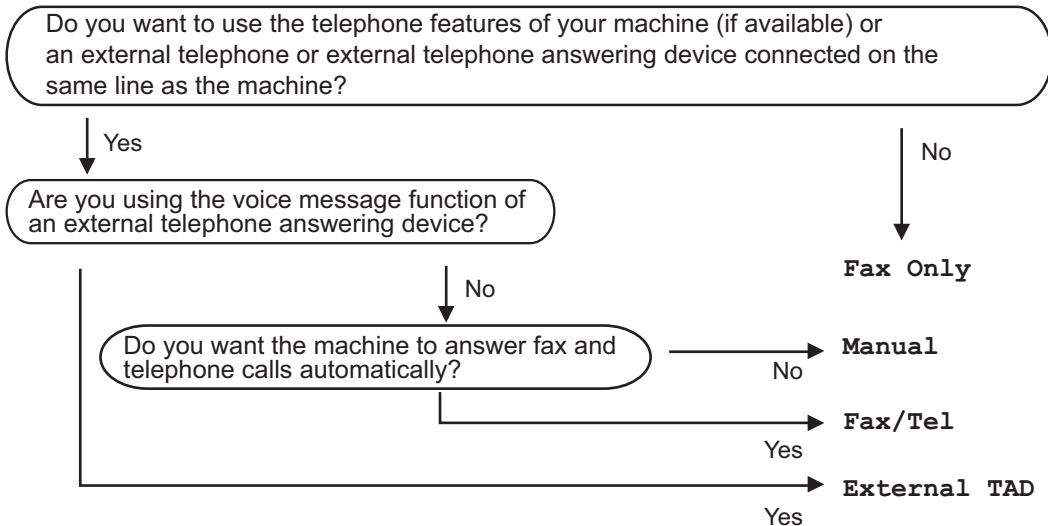 Do you want to use the telephone features of your machine (if available) or
an external telephone or external telephone answering device connected on the
same line as the machine?
Yes
No
Are you using the voice message function of
an external telephone answering device?
Fax Only
No
Do you want the machine to answer fax and
telephone calls automatically?
Manual
No
Fax/Tel
Yes
External TAD
Yes